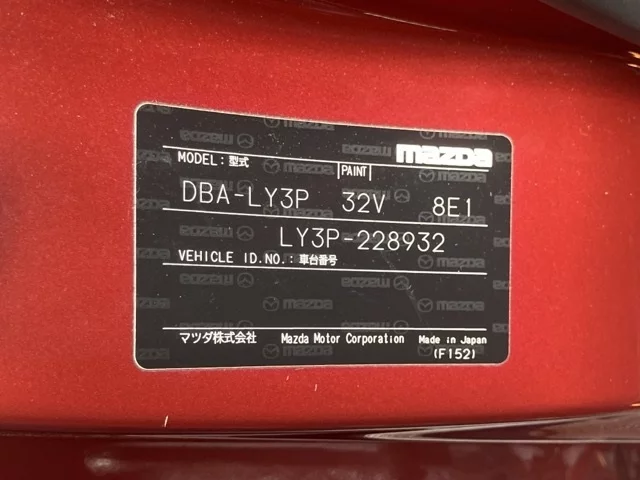 mazda
MODEL:型式 PAINT
DBA-LY3P 32V 8E1
LY3P-228932
VEHICLE ID.NO.:車台番号
マツダ株式会社 Mazda Motor Corporation Made in Japan
(F152)